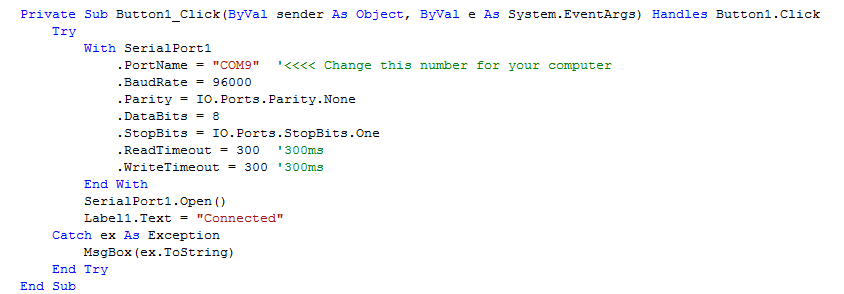 Private Sub Button1_Click(ByVal sender As Object, ByVal e As System.EventArgs) Handles Button1.Click
    Try
        With SerialPort1
            .PortName = "COM9"  '<<<< Change this number for your computer
            .BaudRate = 96000
            .Parity = IO.Ports.Parity.None
            .DataBits = 8
            .StopBits = IO.Ports.StopBits.One
            .ReadTimeout = 300  '300ms
            .WriteTimeout = 300 '300ms
        End With
        SerialPort1.Open()
        Label1.Text = "Connected"
    Catch ex As Exception
        MsgBox(ex.ToString)
    End Try
End Sub